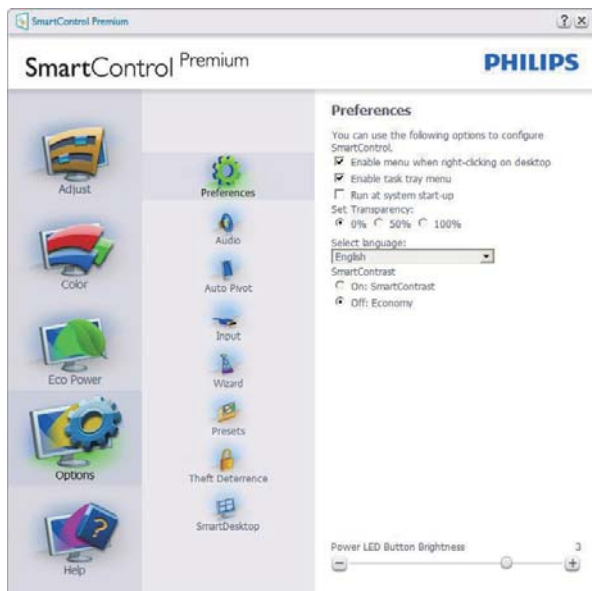 SmartControl Premium
SmartControl Premium
PHILIPS
Adjust
Color
Eco Power
Options
Help
Preferences
Audio
Auto Pivot
Input
Wizard
Presets
Theft Deterrence
SmartDesktop
Preferences
You can use the following options to configure
SmartControl.
Enable menu when right-clicking on desktop
Enable task tray menu
Run at system start-up
Set Transparency:
0% 50% 100%
Select language:
English
SmartContrast
On: SmartContrast
Off: Economy
Power LED Button Brightness 3